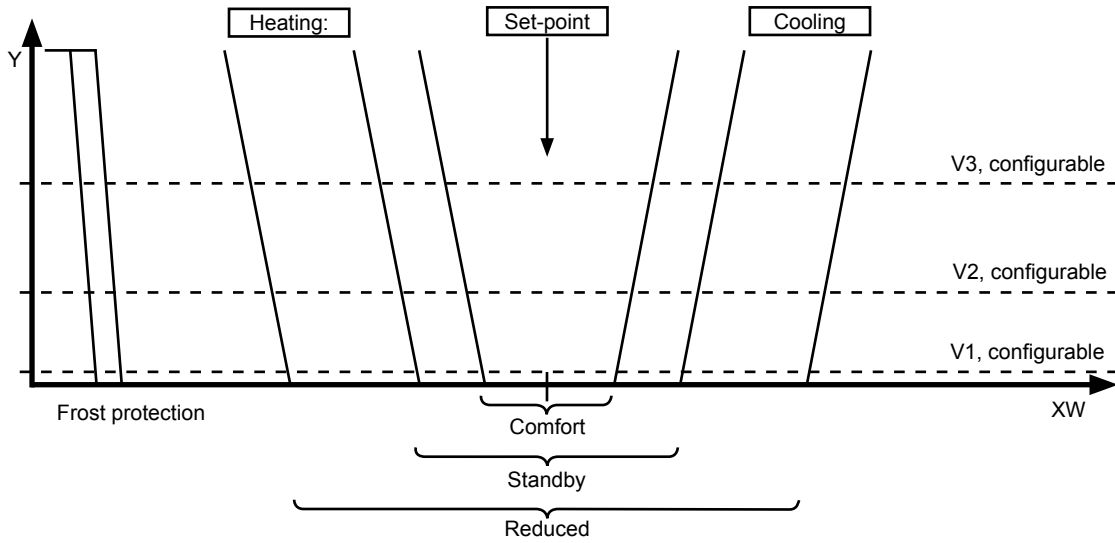 Heating:
Set-point
Cooling
Y
V3, configurable
V2, configurable
V1, configurable
Frost protection
XW
Comfort
Standby
Reduced